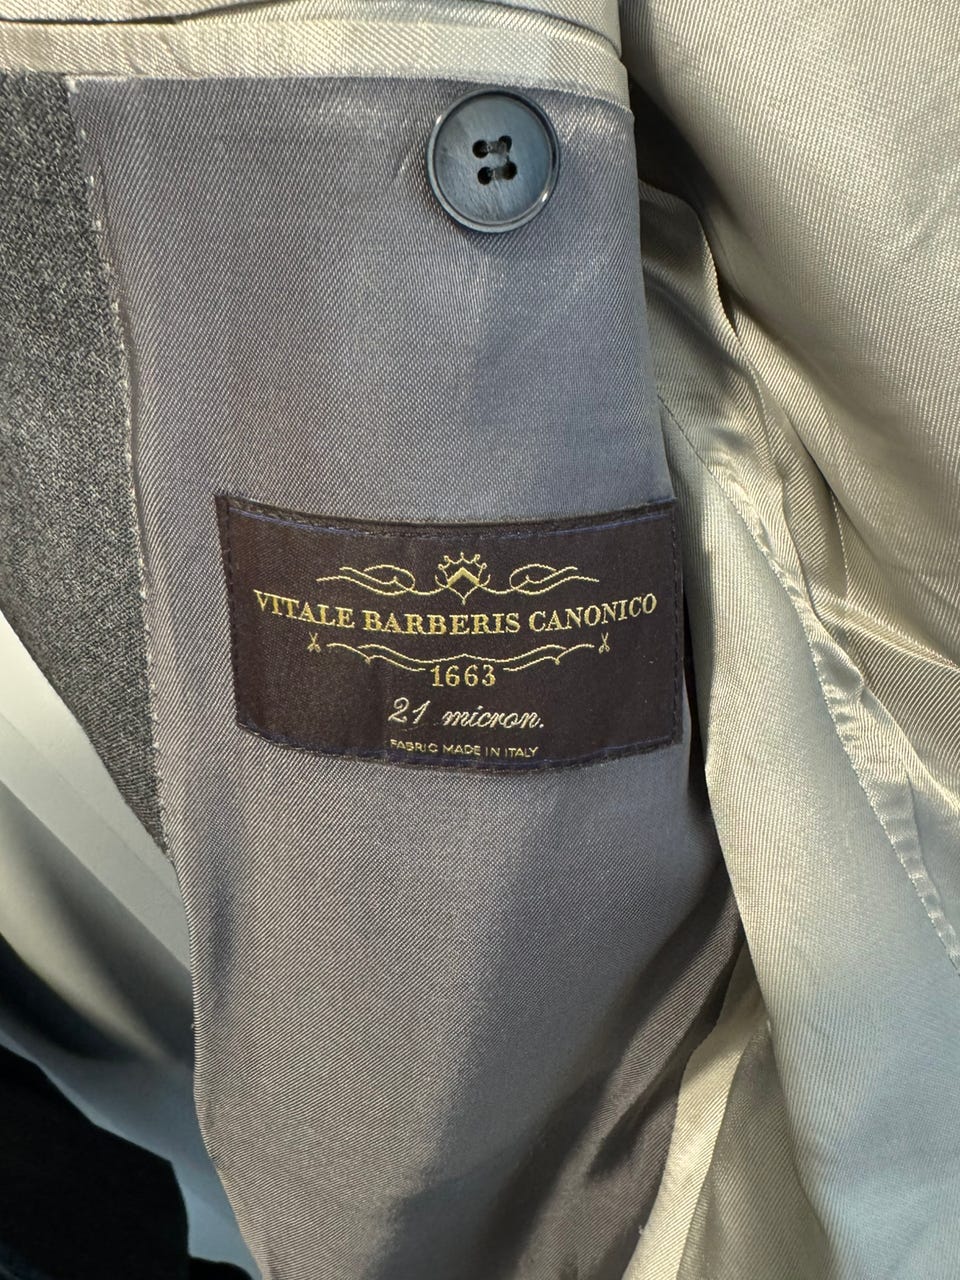 VITALE BARBERIS CANONICO
1663
21 micron.
FABRIC MADE IN ITALY